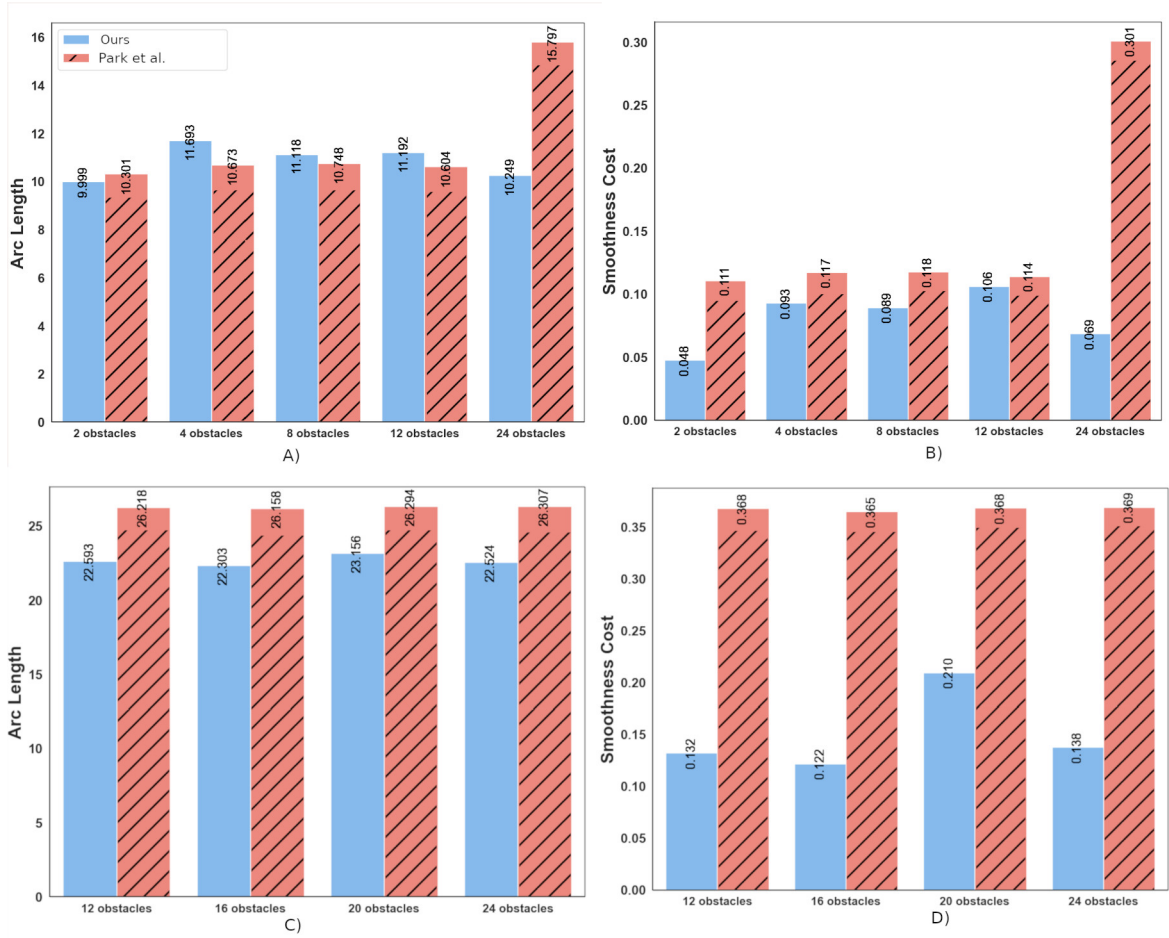 Ours
Park et al.
Arc Length
16
14
12
10
8
6
4
2
0
9.999
10.301
11.693
10.673
11.118
10.748
11.192
10.604
10.249
15.797
2 obstacles
4 obstacles
8 obstacles
12 obstacles
24 obstacles
A)
Smoothness Cost
0.30
0.25
0.20
0.15
0.10
0.05
0.00
0.048
0.111
0.093
0.117
0.089
0.118
0.106
0.114
0.069
0.301
2 obstacles
4 obstacles
8 obstacles
12 obstacles
24 obstacles
B)
Arc Length
25
20
15
10
5
0
22.593
26.218
22.303
26.158
23.156
26.294
22.524
26.307
12 obstacles
16 obstacles
20 obstacles
24 obstacles
C)
Smoothness Cost
0.35
0.30
0.25
0.20
0.15
0.10
0.05
0.00
0.132
0.368
0.122
0.365
0.210
0.368
0.138
0.369
12 obstacles
16 obstacles
20 obstacles
24 obstacles
D)